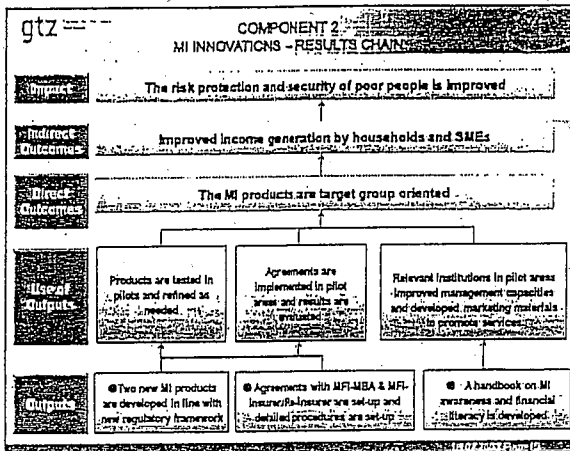 gtz
COMPONENT 2
MI INNOVATIONS - RESULTS CHAIN
Impact
The risk protection and security of poor people is improved
Indirect
Outcomes
Improved income generation by households and SMEs
Direct
Outcomes
The MI products are target group oriented
Use of
Outputs
Products are tested in
pilots and refined as
needed
Agreements are
implemented in pilot
areas and results are
evaluated
Relevant Institutions in pilot areas
improved management capacities
and developed marketing materials
to promote services
Outputs
Two new MI products
are developed in line with
new regulatory framework
Agreements with MFI-MBA & MFI-
Insurer/Re-Insurer are set-up and
detailed procedures are set-up
A handbook on MI
awareness and financial
literacy is developed